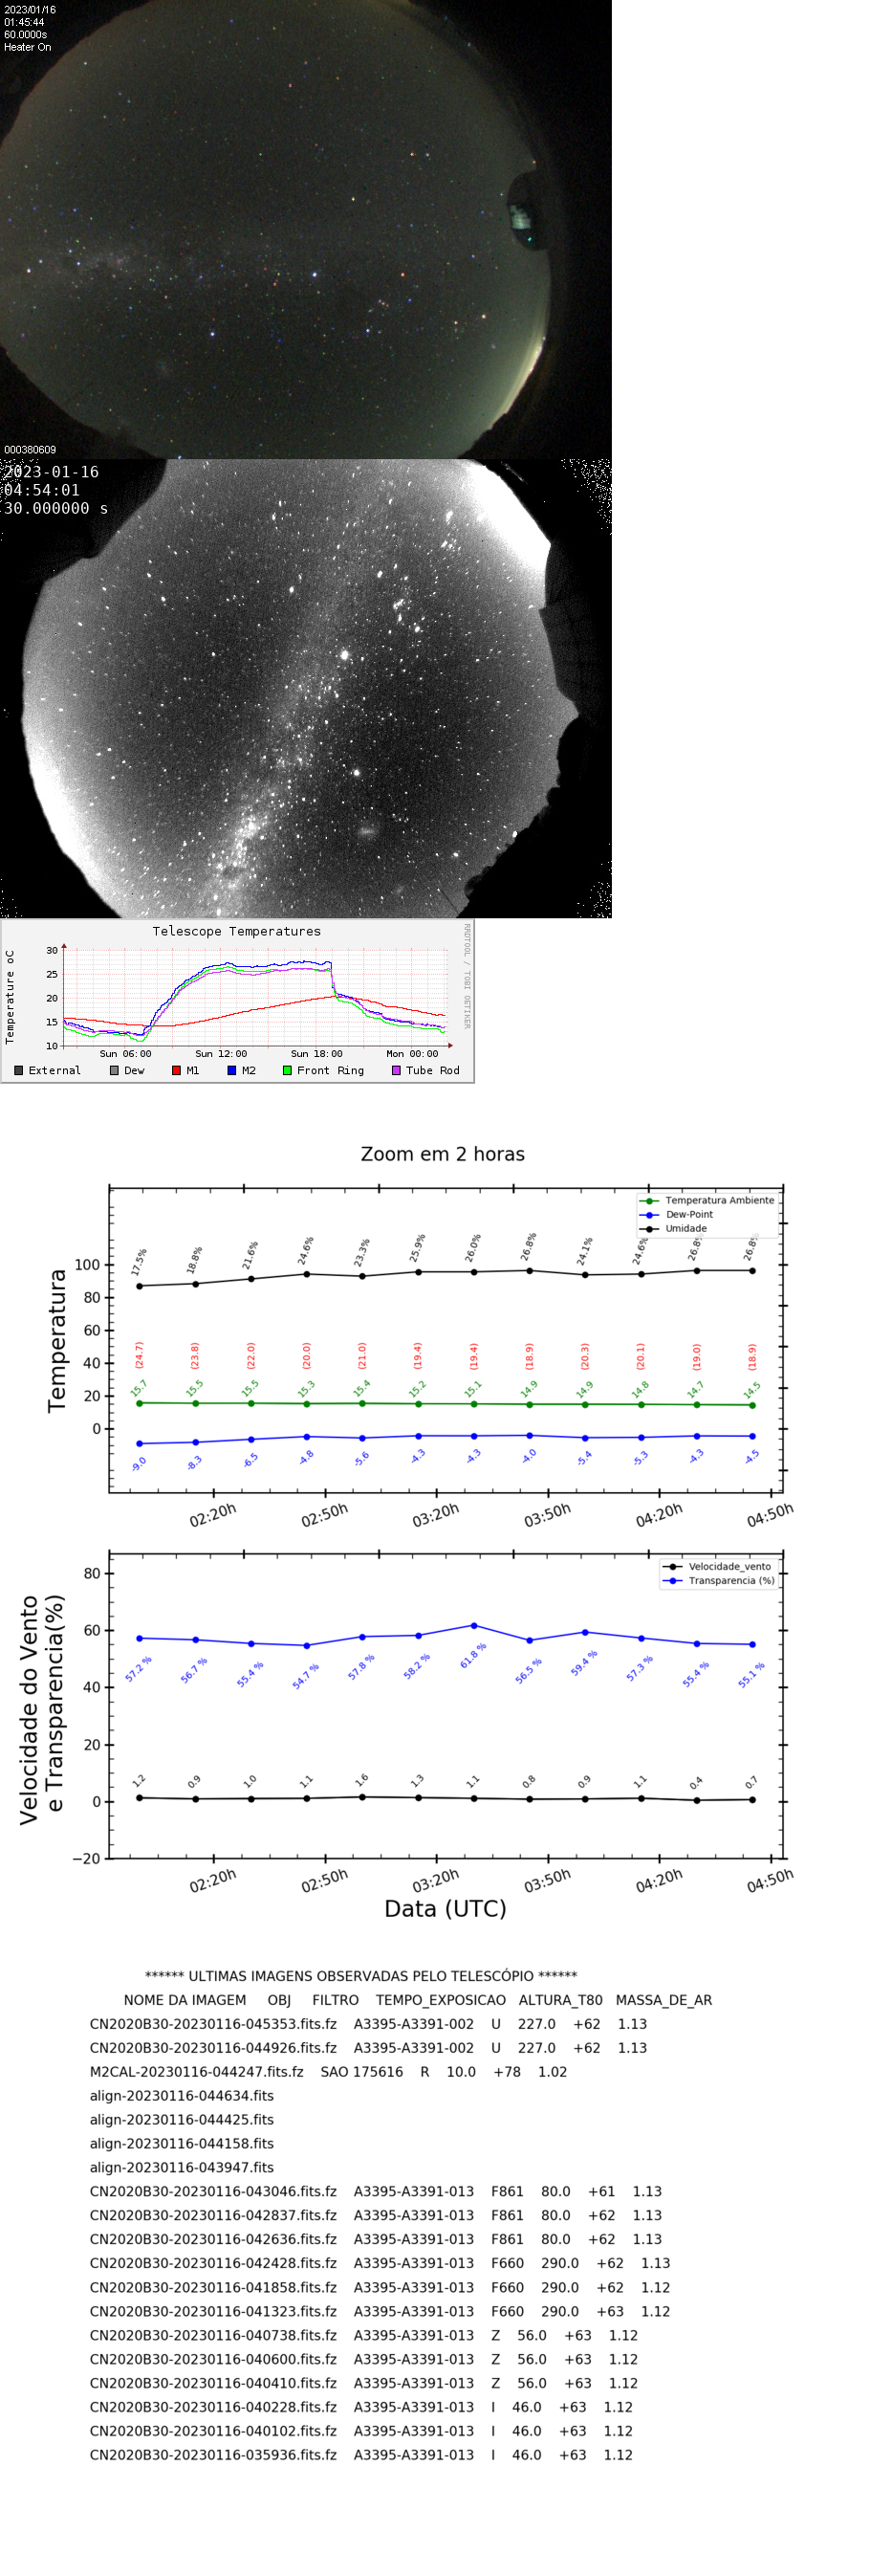 2023/01/16
01:45:44
60.0000s
Heater On
000380609
2023-01-16
04:54:01
30.000000 s
Telescope Temperatures
RRDTOOL / TOBI OETIKER
Temperature oC
30
25
20
15
10
Sun 06:00 Sun 12:00 Sun 18:00 Mon 00:00
External Dew M1 M2 Front Ring Tube Rod
Zoom em 2 horas
Temperatura
Temperatura Ambiente
Dew-Point
Umidade
100
80
60
40
20
0
17.5% 18.8% 21.6% 24.6% 23.3% 25.9% 26.0% 26.8% 24.1% 24.6% 26.8% 26.8%
(24.7) (23.8) (22.0) (20.0) (21.0) (19.4) (19.4) (18.9) (20.3) (20.1) (19.0) (18.9)
15.7 15.5 15.5 15.3 15.4 15.2 15.1 14.9 14.9 14.8 14.7 14.5
-9.0 -8.3 -6.5 -4.8 -5.6 -4.3 -4.3 -4.0 -5.4 -5.3 -4.3 -4.5
02:20h 02:50h 03:20h 03:50h 04:20h 04:50h
Velocidade do Vento
e Transparencia(%)
Velocidade_vento
Transparencia (%)
80
60
40
20
0
−20
57.2 % 56.7 % 55.4 % 54.7 % 57.8 % 58.2 % 61.8 % 56.5 % 59.4 % 57.3 % 55.4 % 55.1 %
1.2 0.9 1.0 1.1 1.6 1.3 1.1 0.8 0.9 1.1 0.4 0.7
02:20h 02:50h 03:20h 03:50h 04:20h 04:50h
Data (UTC)
****** ULTIMAS IMAGENS OBSERVADAS PELO TELESCÓPIO ******
NOME DA IMAGEM OBJ FILTRO TEMPO_EXPOSICAO ALTURA_T80 MASSA_DE_AR
CN2020B30-20230116-045353.fits.fz A3395-A3391-002 U 227.0 +62 1.13
CN2020B30-20230116-044926.fits.fz A3395-A3391-002 U 227.0 +62 1.13
M2CAL-20230116-044247.fits.fz SAO 175616 R 10.0 +78 1.02
align-20230116-044634.fits
align-20230116-044425.fits
align-20230116-044158.fits
align-20230116-043947.fits
CN2020B30-20230116-043046.fits.fz A3395-A3391-013 F861 80.0 +61 1.13
CN2020B30-20230116-042837.fits.fz A3395-A3391-013 F861 80.0 +62 1.13
CN2020B30-20230116-042636.fits.fz A3395-A3391-013 F861 80.0 +62 1.13
CN2020B30-20230116-042428.fits.fz A3395-A3391-013 F660 290.0 +62 1.13
CN2020B30-20230116-041858.fits.fz A3395-A3391-013 F660 290.0 +62 1.12
CN2020B30-20230116-041323.fits.fz A3395-A3391-013 F660 290.0 +63 1.12
CN2020B30-20230116-040738.fits.fz A3395-A3391-013 Z 56.0 +63 1.12
CN2020B30-20230116-040600.fits.fz A3395-A3391-013 Z 56.0 +63 1.12
CN2020B30-20230116-040410.fits.fz A3395-A3391-013 Z 56.0 +63 1.12
CN2020B30-20230116-040228.fits.fz A3395-A3391-013 I 46.0 +63 1.12
CN2020B30-20230116-040102.fits.fz A3395-A3391-013 I 46.0 +63 1.12
CN2020B30-20230116-035936.fits.fz A3395-A3391-013 I 46.0 +63 1.12